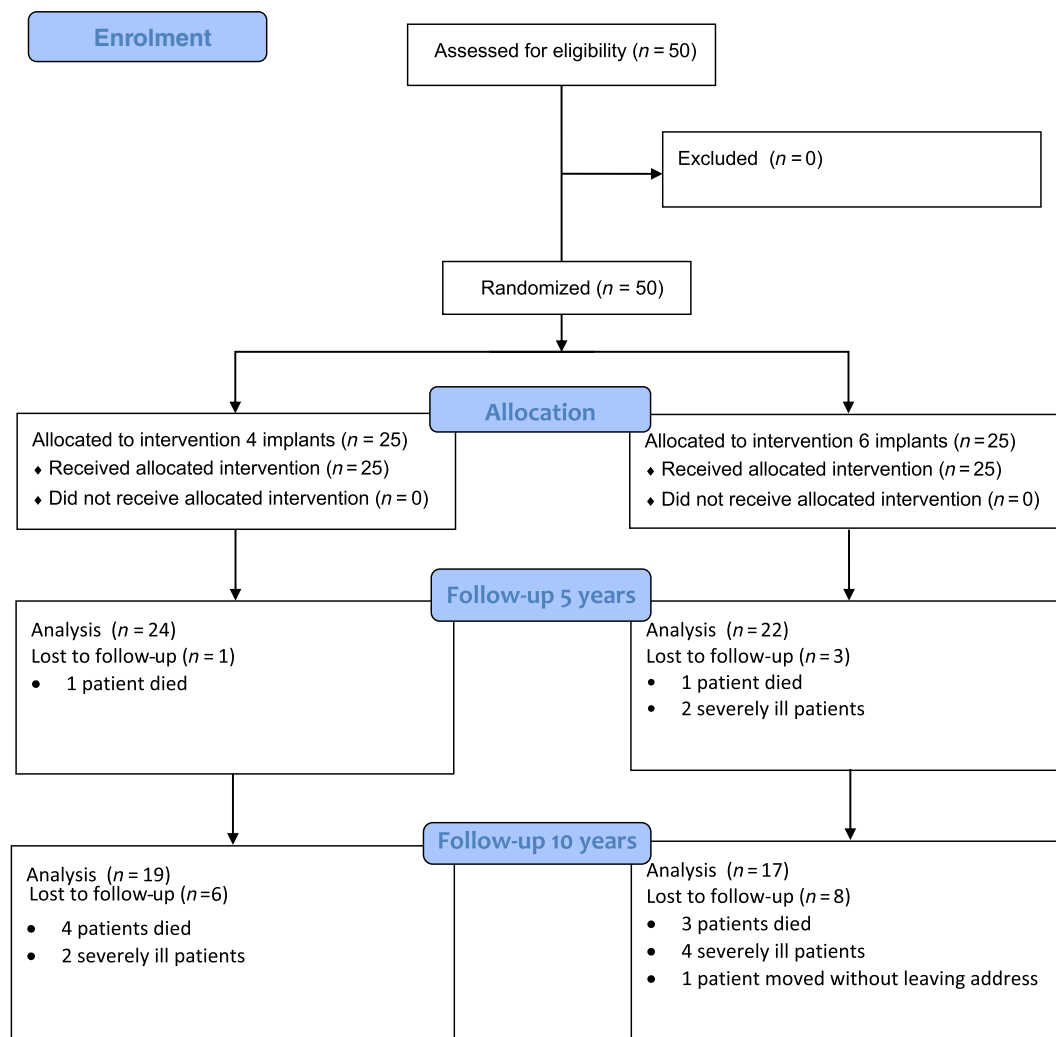 Enrolment
Assessed for eligibility (n = 50)
Excluded (n = 0)
Randomized (n = 50)
Allocation
Allocated to intervention 4 implants (n = 25)
♦ Received allocated intervention (n = 25)
♦ Did not receive allocated intervention (n = 0)
Allocated to intervention 6 implants (n = 25)
♦ Received allocated intervention (n = 25)
♦ Did not receive allocated intervention (n = 0)
Follow-up 5 years
Analysis (n = 24)
Lost to follow-up (n = 1)
• 1 patient died
Analysis (n = 22)
Lost to follow-up (n = 3)
• 1 patient died
• 2 severely ill patients
Follow-up 10 years
Analysis (n = 19)
Lost to follow-up (n=6)
• 4 patients died
• 2 severely ill patients
Analysis (n = 17)
Lost to follow-up (n = 8)
• 3 patients died
• 4 severely ill patients
• 1 patient moved without leaving address